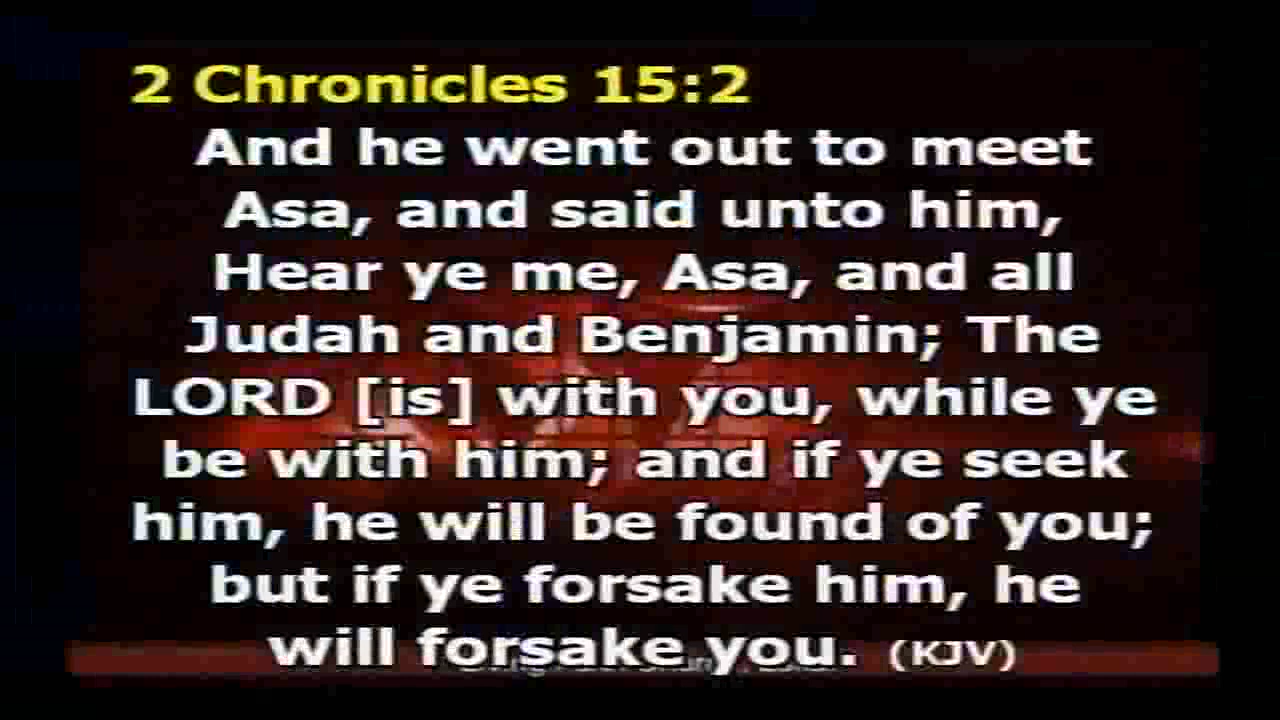 2 Chronicles 15:2
And he went out to meet
Asa, and said unto him,
Hear ye me, Asa, and all
Judah and Benjamin; The
LORD [is] with you, while ye
be with him; and if ye seek
him, he will be found of you;
but if ye forsake him, he
will forsake you. (KJV)